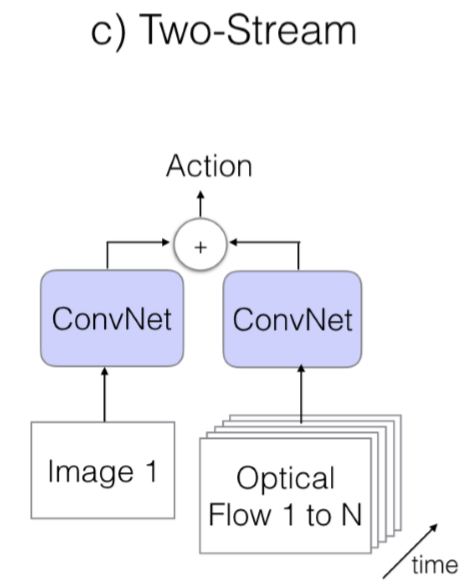 c) Two-Stream
Action
+
ConvNet
ConvNet
Image 1
Optical
Flow 1 to N
time